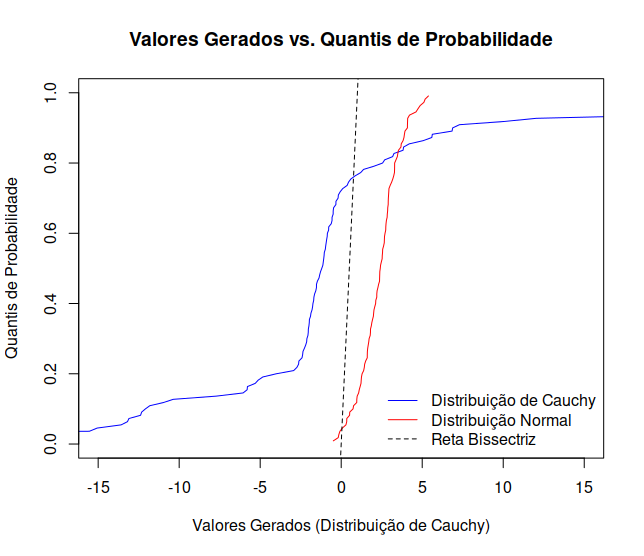 Valores Gerados vs. Quantis de Probabilidade
Quantis de Probabilidade
1.0
0.8
0.6
0.4
0.2
0.0
Distribuição de Cauchy
Distribuição Normal
Reta Bissectriz
-15 -10 -5 0 5 10 15
Valores Gerados (Distribuição de Cauchy)